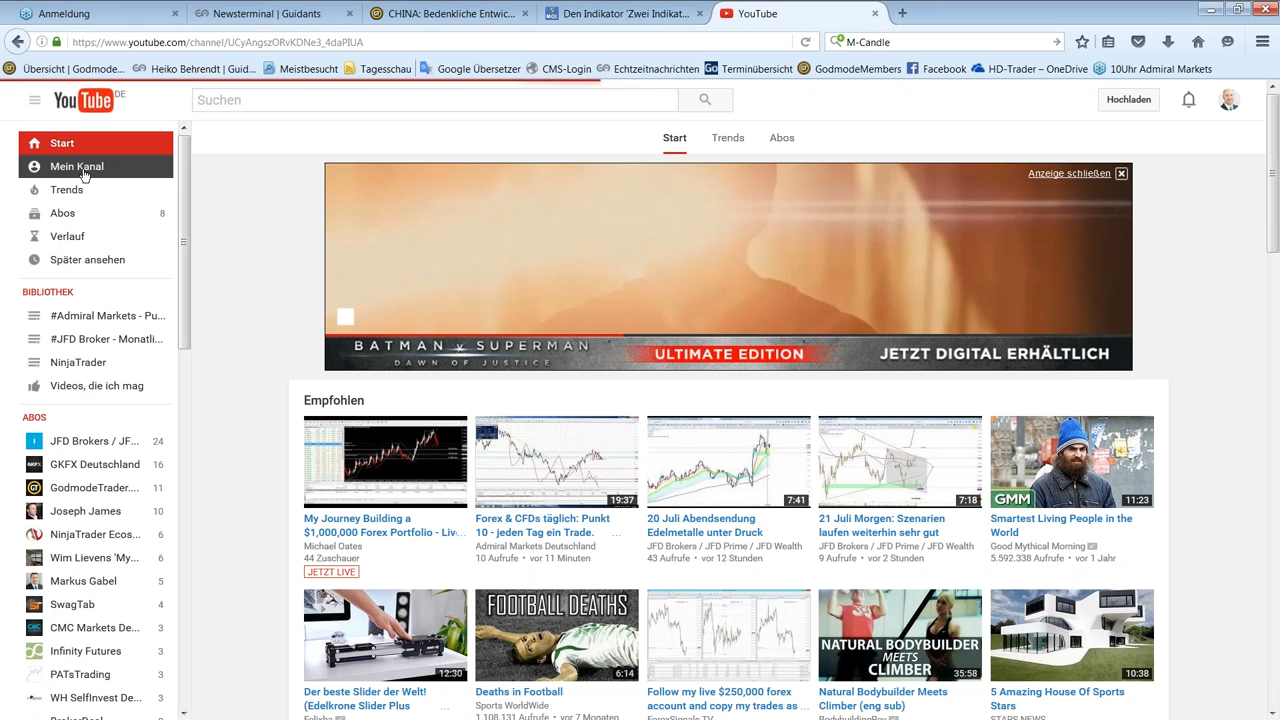 Anmeldung
Newsterminal | Guidants
CHINA: Bedenkliche Entwic...
Den Indikator 'Zwei Indikat...
YouTube
https://www.youtube.com/channel/UCyAngszORvKDNe3_4daPIUA
M-Candle
Übersicht | Godmode...
Heiko Behrendt | Guid...
Meistbesucht
Tagesschau
Google Übersetzer
CMS-Login
Echtzeitnachrichten
Terminübersicht
GodmodeMembers
Facebook
HD-Trader – OneDrive
10Uhr Admiral Markets
YouTube DE
Suchen
Hochladen
Start
Mein Kanal
Trends
Abos 8
Verlauf
Später ansehen
BIBLIOTHEK
#Admiral Markets - Pu...
#JFD Broker - Monatli...
NinjaTrader
Videos, die ich mag
ABOS
JFD Brokers / JF... 24
GKFX Deutschland 16
GodmodeTrader.... 11
Joseph James 10
NinjaTrader Ecos... 6
Wim Lievens 'My... 6
Markus Gabel 5
SwagTab 4
CMC Markets De... 3
Infinity Futures 3
PATsTrading 3
WH SelfInvest De... 3
Start Trends Abos
Anzeige schließen
BATMAN v SUPERMAN
DAWN OF JUSTICE
ULTIMATE EDITION
JETZT DIGITAL ERHÄLTLICH
Empfohlen
My Journey Building a
$1,000,000 Forex Portfolio - Liv...
Michael Oates
44 Zuschauer
JETZT LIVE
19:37
Forex & CFDs täglich: Punkt
10 - jeden Tag ein Trade. ...
Admiral Markets Deutschland
10 Aufrufe • vor 11 Minuten
7:41
20 Juli Abendsendung
Edelmetalle unter Druck
JFD Brokers / JFD Prime / JFD Wealth
43 Aufrufe • vor 12 Stunden
7:18
21 Juli Morgen: Szenarien
laufen weiterhin sehr gut
JFD Brokers / JFD Prime / JFD Wealth
9 Aufrufe • vor 2 Stunden
GMM
11:23
Smartest Living People in the
World
Good Mythical Morning
5.592.338 Aufrufe • vor 1 Jahr
12:30
Der beste Slider der Welt!
(Edelkrone Slider Plus ...
FOOTBALL DEATHS
6:14
Deaths in Football
Sports WorldWide
1.108.131 Aufrufe • vor 7 Monaten
Follow my live $250,000 forex
account and copy my trades as ...
ForexSignals TV
NATURAL BODYBUILDER
MEETS
CLIMBER
35:58
Natural Bodybuilder Meets
Climber (eng sub)
10:38
5 Amazing House Of Sports
Stars
STARS NEWS